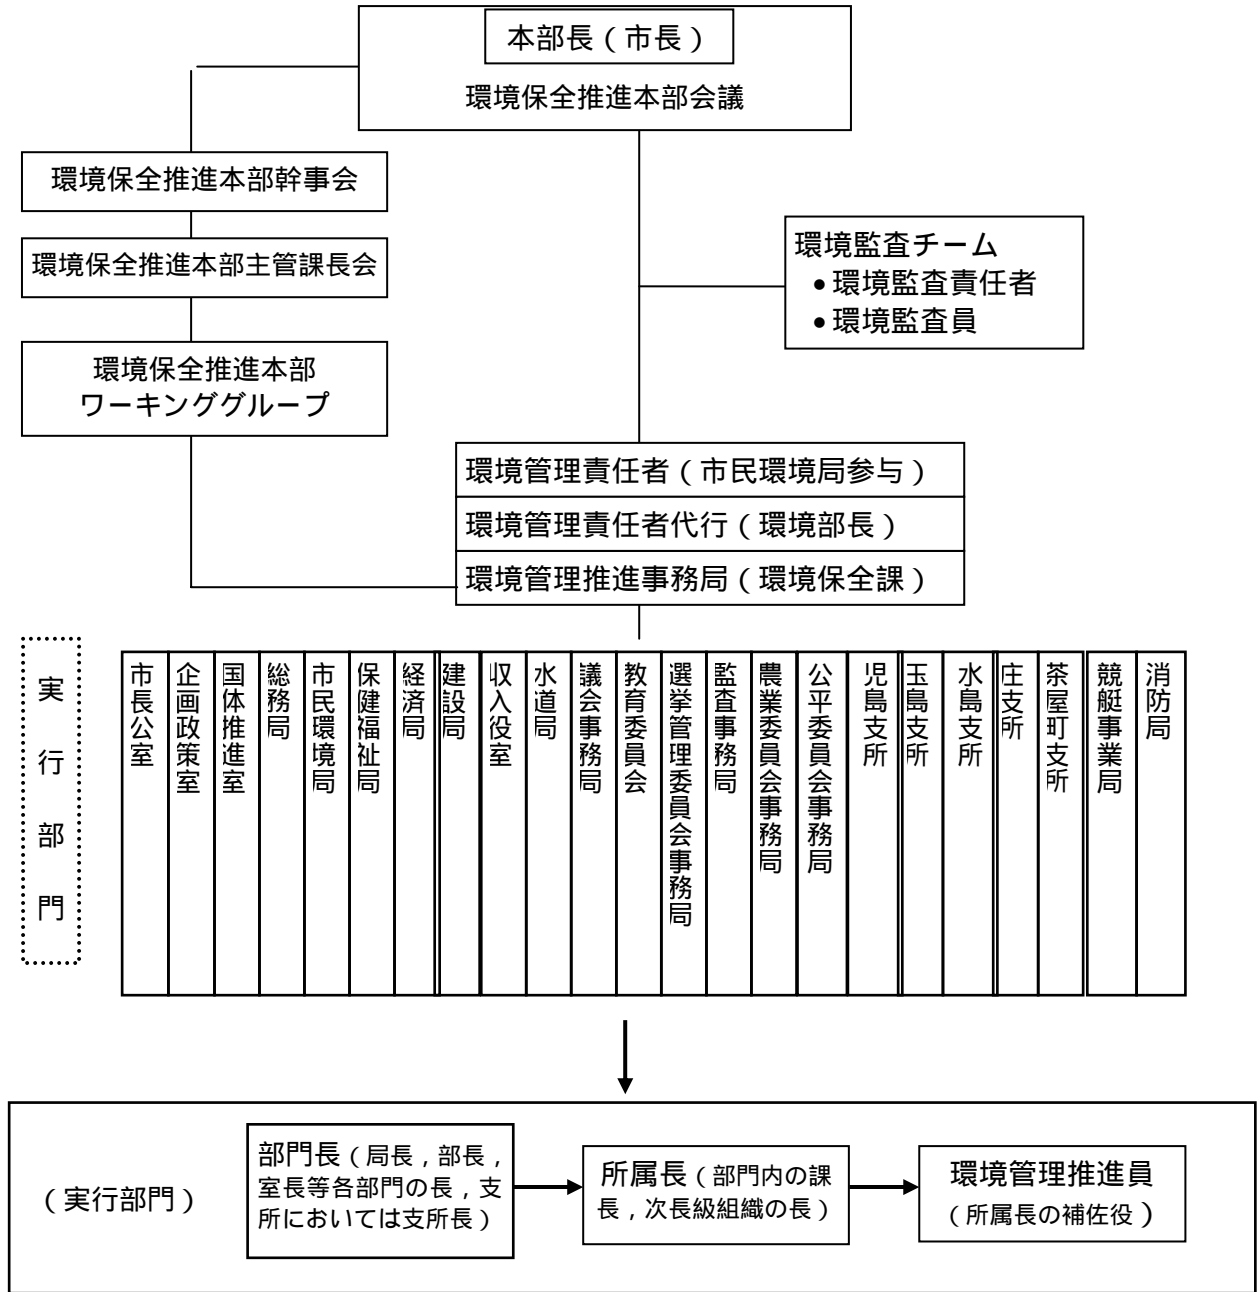 本部長（市長）
環境保全推進本部会議
環境保全推進本部幹事会
環境保全推進本部主管課長会
環境監査チーム
•環境監査責任者
•環境監査員
環境保全推進本部
ワーキンググループ
環境管理責任者（市民環境局参与）
環境管理責任者代行（環境部長）
環境管理推進事務局（環境保全課）
実行部門
市長公室
企画政策室
国体推進室
総務局
市民環境局
保健福祉局
経済局
建設局
収入役室
水道局
議会事務局
教育委員会
選挙管理委員会事務局
監査事務局
農業委員会事務局
公平委員会事務局
児島支所
玉島支所
水島支所
庄支所
茶屋町支所
競艇事業局
消防局
（実行部門）
部門長（局長，部長，
室長等各部門の長，支
所においては支所長）
所属長（部門内の課
長，次長級組織の長）
環境管理推進員
（所属長の補佐役）